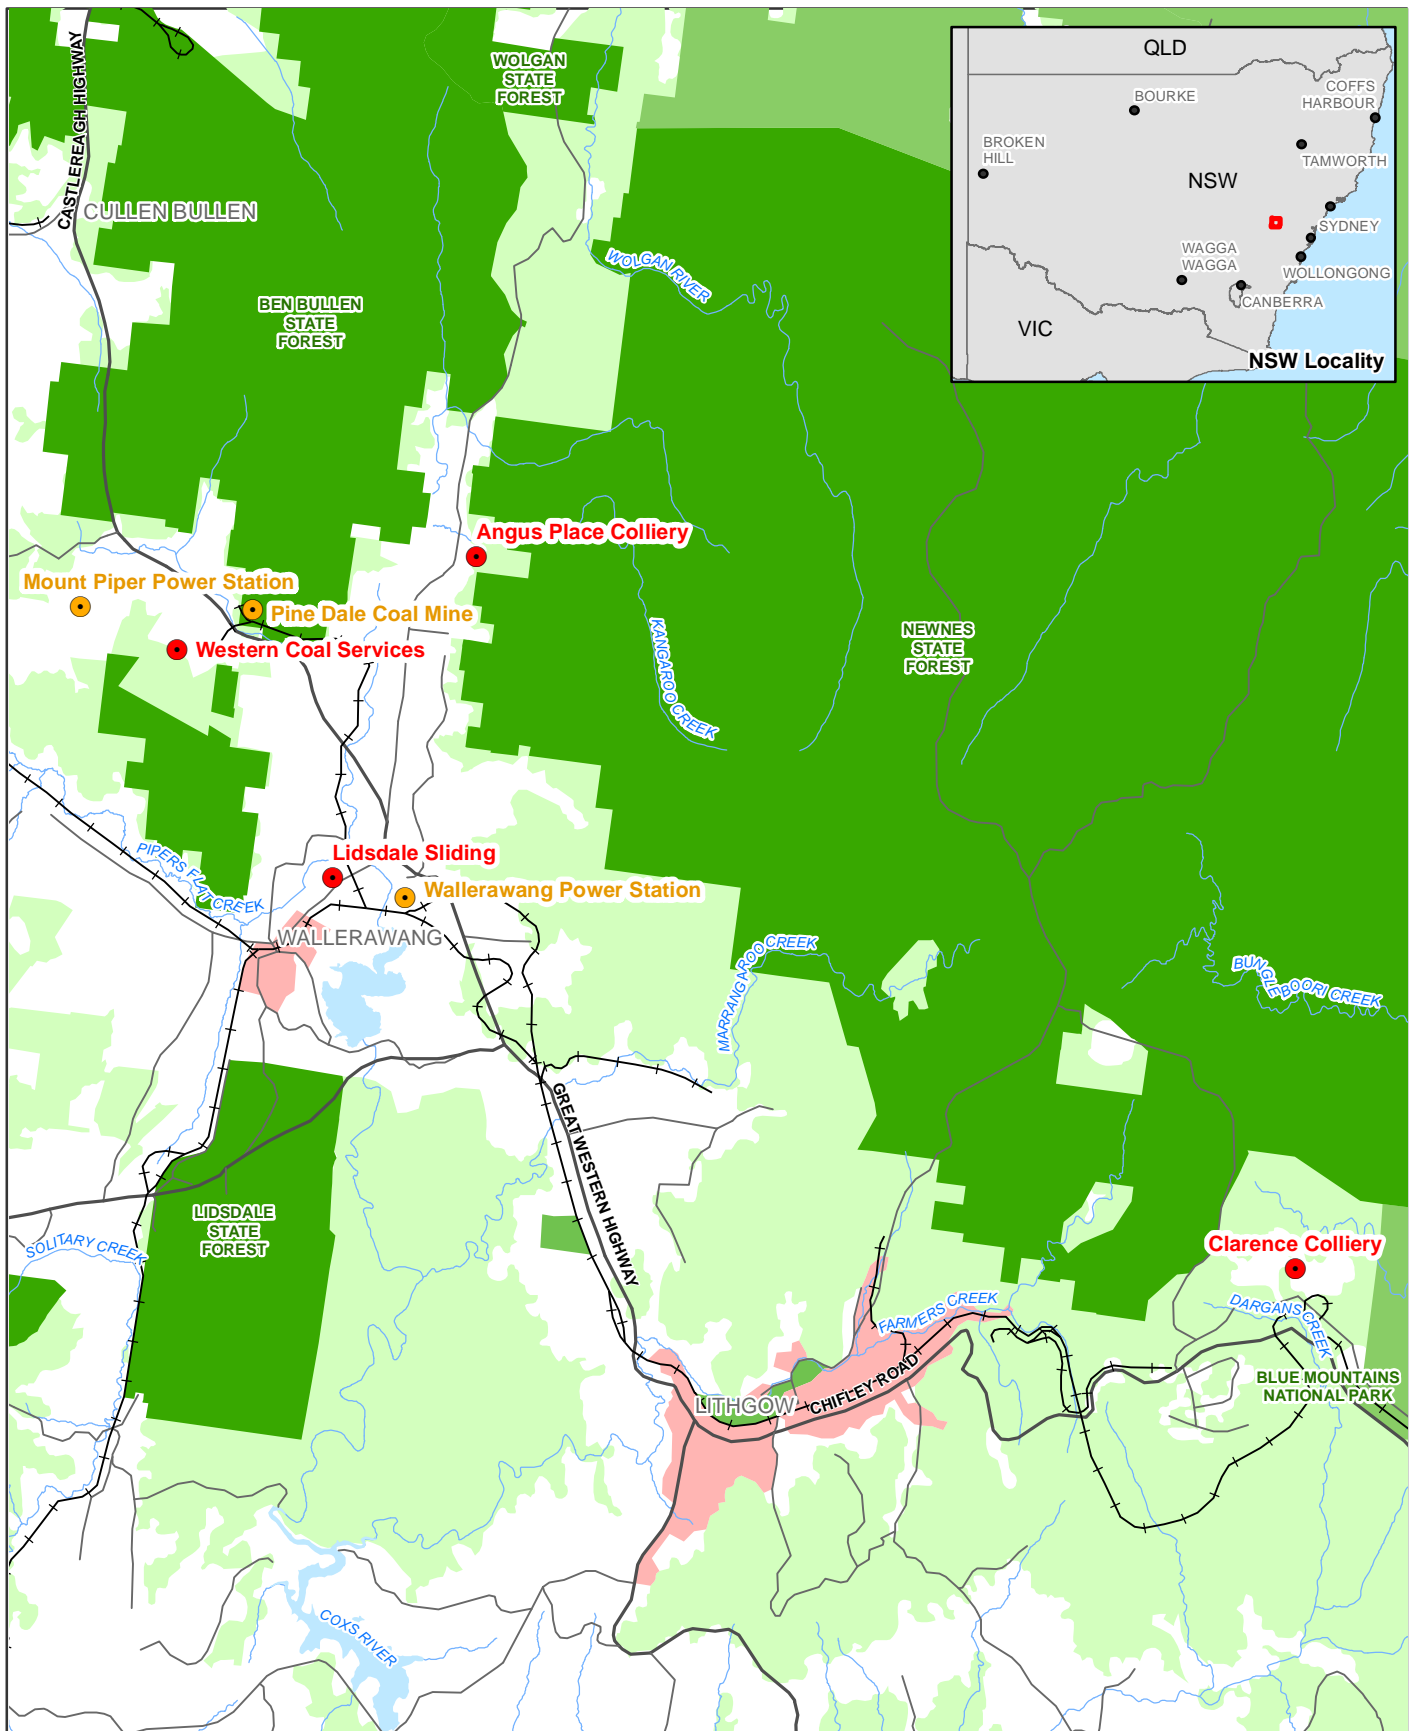 CASTLEREAGH HIGHWAY
WOLGAN
STATE
FOREST
QLD
BOURKE
COFFS
HARBOUR
BROKEN
HILL
TAMWORTH
NSW
SYDNEY
WAGGA
WAGGA
WOLLONGONG
CANBERRA
VIC
NSW Locality
CULLEN BULLEN
WOLGAN RIVER
BEN BULLEN
STATE
FOREST
Angus Place Colliery
Mount Piper Power Station
Pine Dale Coal Mine
Western Coal Services
KANGAROO CREEK
NEWNES
STATE
FOREST
PIPERS FLAT CREEK
Lidsdale Sliding
Wallerawang Power Station
WALLERAWANG
MARRANGAROO CREEK
BUNGLE BOORI CREEK
GREAT WESTERN HIGHWAY
LIDSDALE
STATE
FOREST
SOLITARY CREEK
Clarence Colliery
FARMERS CREEK
DARGANS CREEK
CHIFLEY ROAD
LITHGOW
BLUE MOUNTAINS
NATIONAL PARK
COXS RIVER